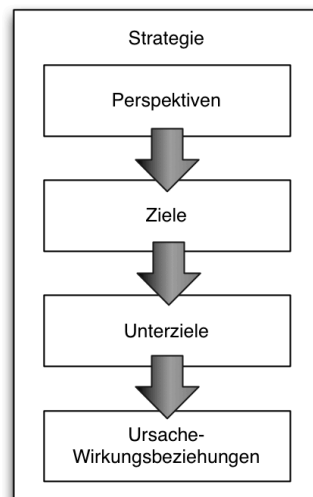 Strategie
Perspektiven
Ziele
Unterziele
Ursache-
Wirkungsbeziehungen